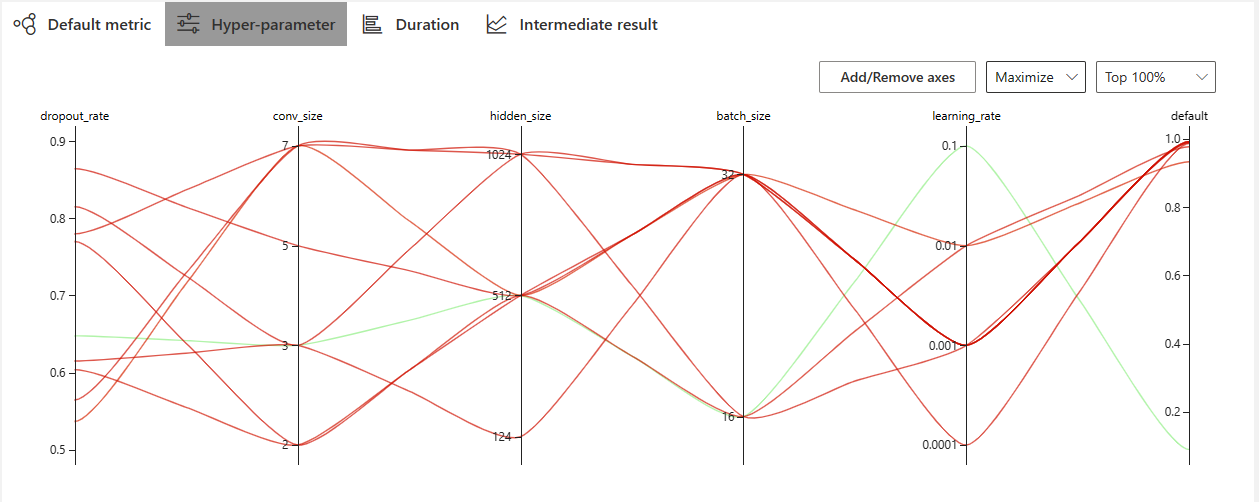 Default metric Hyper-parameter Duration Intermediate result
Add/Remove axes Maximize Top 100%
dropout_rate conv_size hidden_size batch_size learning_rate default
0.9 7 1024 32 0.1 1.0
0.8 5 512 16 0.01 0.8
0.7 3 124 0.001 0.6
0.6 2 0.0001 0.4
0.5 0.2